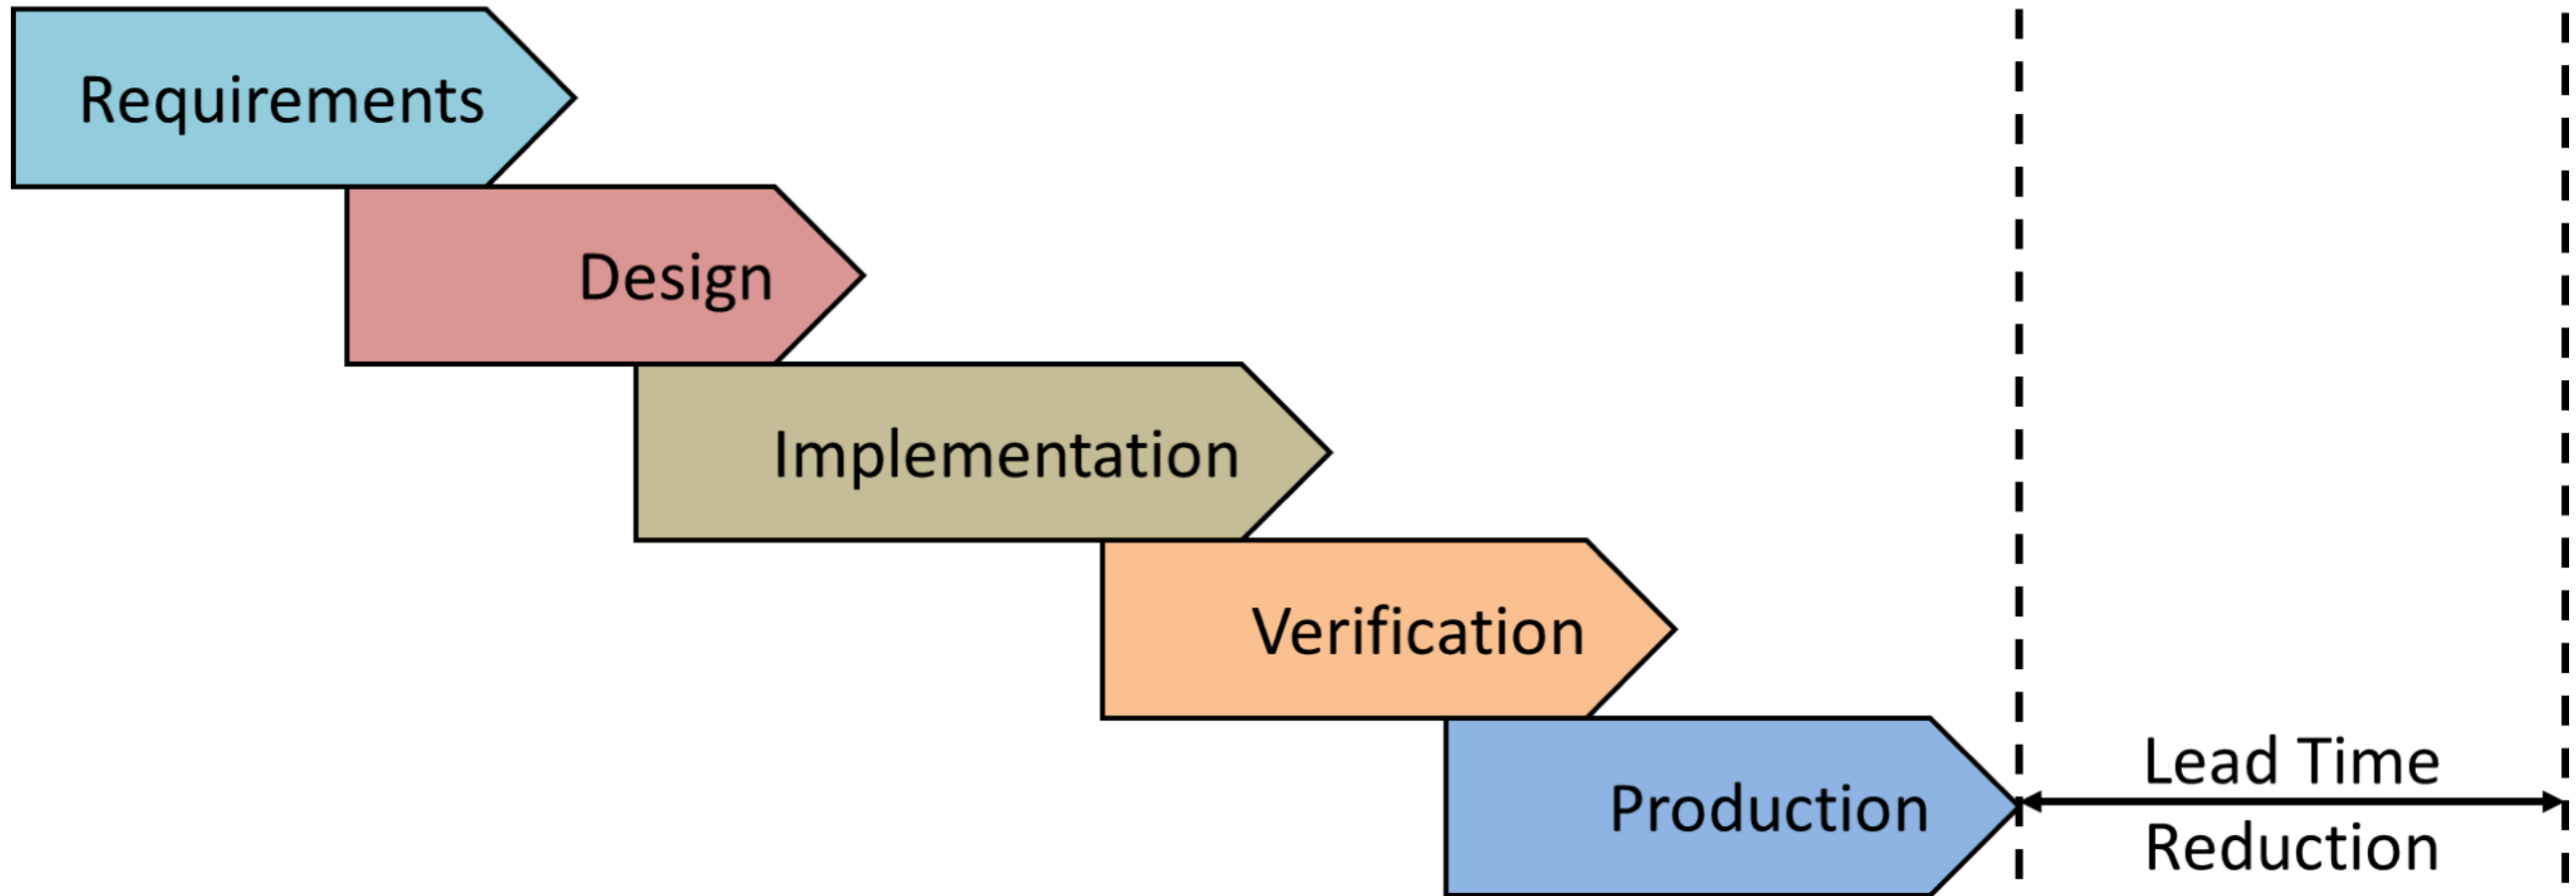 Requirements
Design
Implementation
Verification
Production
Lead Time
Reduction